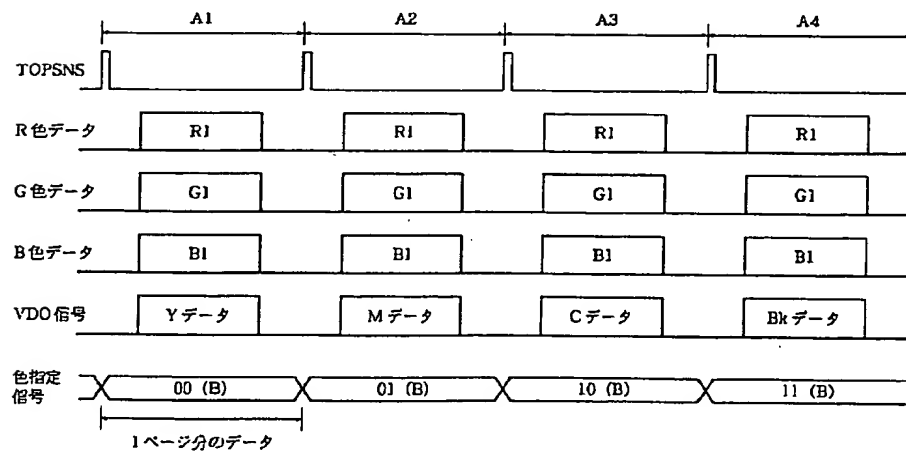 A1 A2 A3 A4
TOPSNS
R色データ R1 R1 R1 R1
G色データ G1 G1 G1 G1
B色データ B1 B1 B1 B1
VDO信号 Yデータ Mデータ Cデータ Bkデータ
色指定
信号 00 (B) 01 (B) 10 (B) 11 (B)
1ページ分のデータ